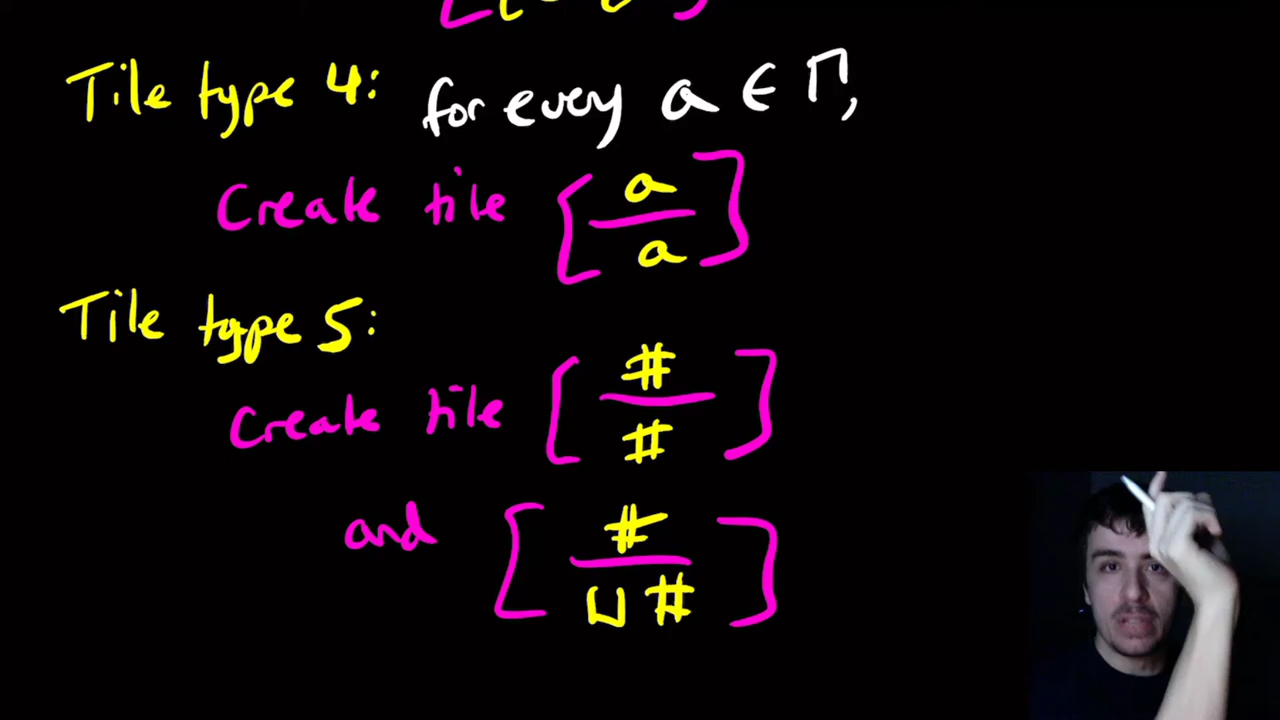 Tile type 4: for every a ∈ Γ,
Create tile [a/a]
Tile type 5:
Create tile [#/#]
and [#/⊔#]